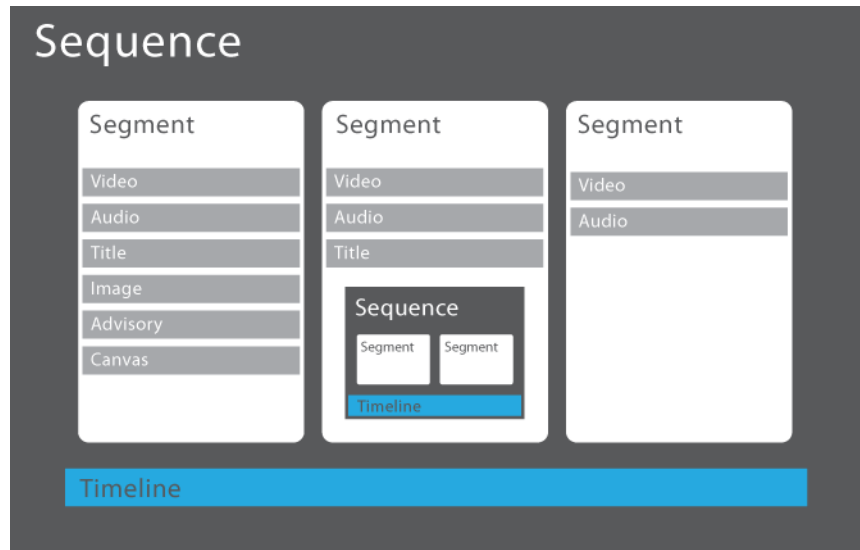 Sequence
Segment
Video
Audio
Title
Image
Advisory
Canvas
Segment
Video
Audio
Title
Sequence
Segment
Segment
Timeline
Segment
Video
Audio
Timeline